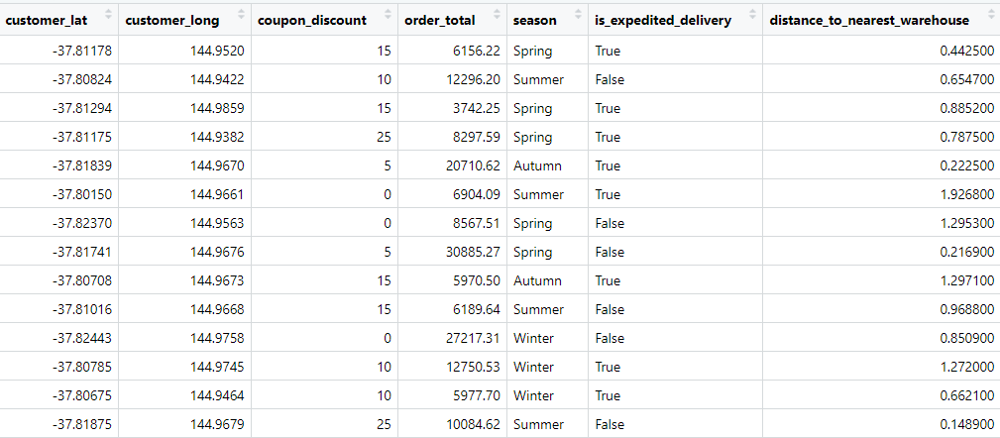 customer_lat customer_long coupon_discount order_total season is_expedited_delivery distance_to_nearest_warehouse
-37.81178 144.9520 15 6156.22 Spring True 0.442500
-37.80824 144.9422 10 12296.20 Summer False 0.654700
-37.81294 144.9859 15 3742.25 Spring True 0.885200
-37.81175 144.9382 25 8297.59 Spring True 0.787500
-37.81839 144.9670 5 20710.62 Autumn True 0.222500
-37.80150 144.9661 0 6904.09 Summer True 1.926800
-37.82370 144.9563 0 8567.51 Spring False 1.295300
-37.81741 144.9676 5 30885.27 Spring False 0.216900
-37.80708 144.9673 15 5970.50 Autumn True 1.297100
-37.81016 144.9668 15 6189.64 Summer False 0.968800
-37.82443 144.9758 0 27217.31 Winter False 0.850900
-37.80785 144.9745 10 12750.53 Winter True 1.272000
-37.80675 144.9464 10 5977.70 Winter True 0.662100
-37.81875 144.9679 25 10084.62 Summer False 0.148900